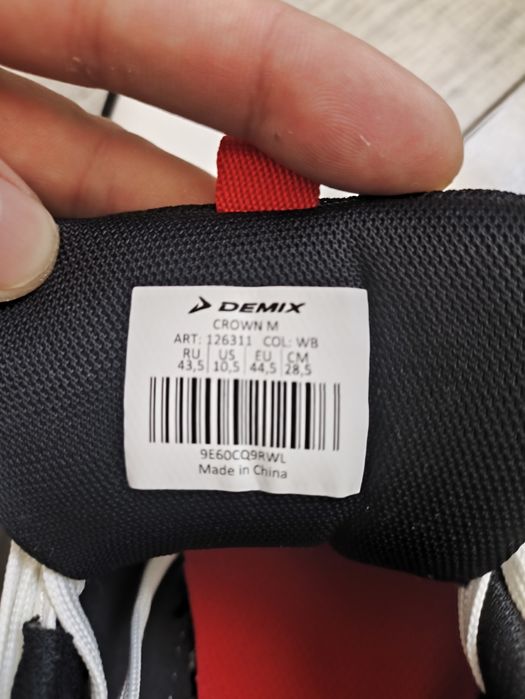 DEMIX
CROWN M
ART: 126311 COL: WB
RU US EU CM
43,5 10,5 44,5 28,5
9E60CQ9RWL
Made in China